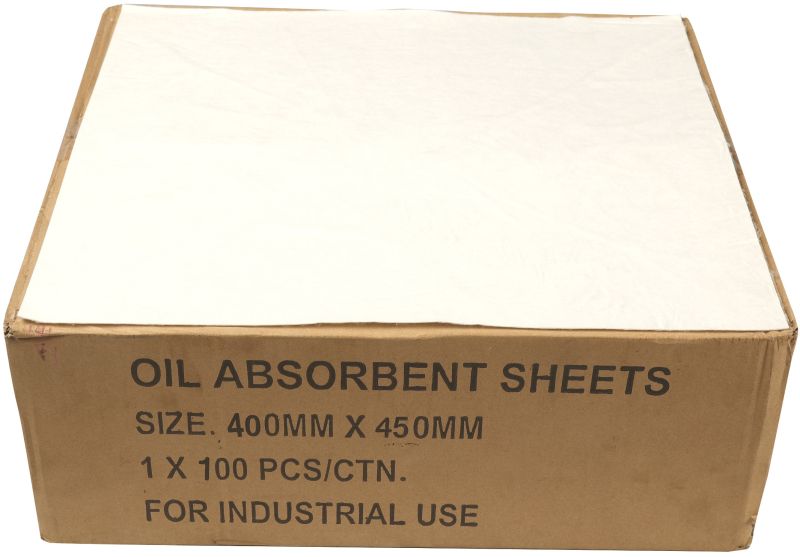 OIL ABSORBENT SHEETS
SIZE. 400MM X 450MM
1 X 100 PCS/CTN.
FOR INDUSTRIAL USE